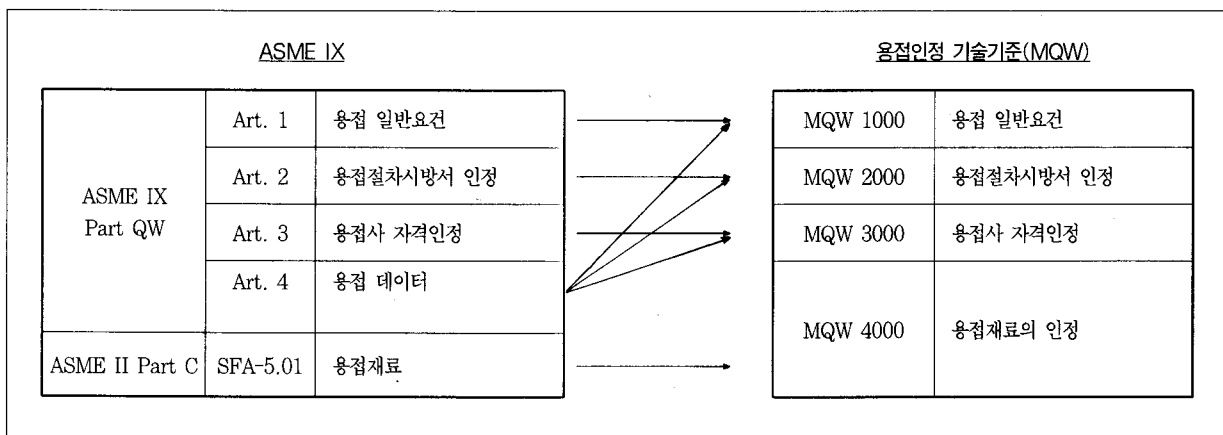 ASME IX
용접인정 기술기준(MQW)
ASME IX
Part QW
Art. 1 용접 일반요건
Art. 2 용접절차시방서 인정
Art. 3 용접사 자격인정
Art. 4 용접 데이터
ASME II Part C SFA-5.01 용접재료
MQW 1000 용접 일반요건
MQW 2000 용접절차시방서 인정
MQW 3000 용접사 자격인정
MQW 4000 용접재료의 인정